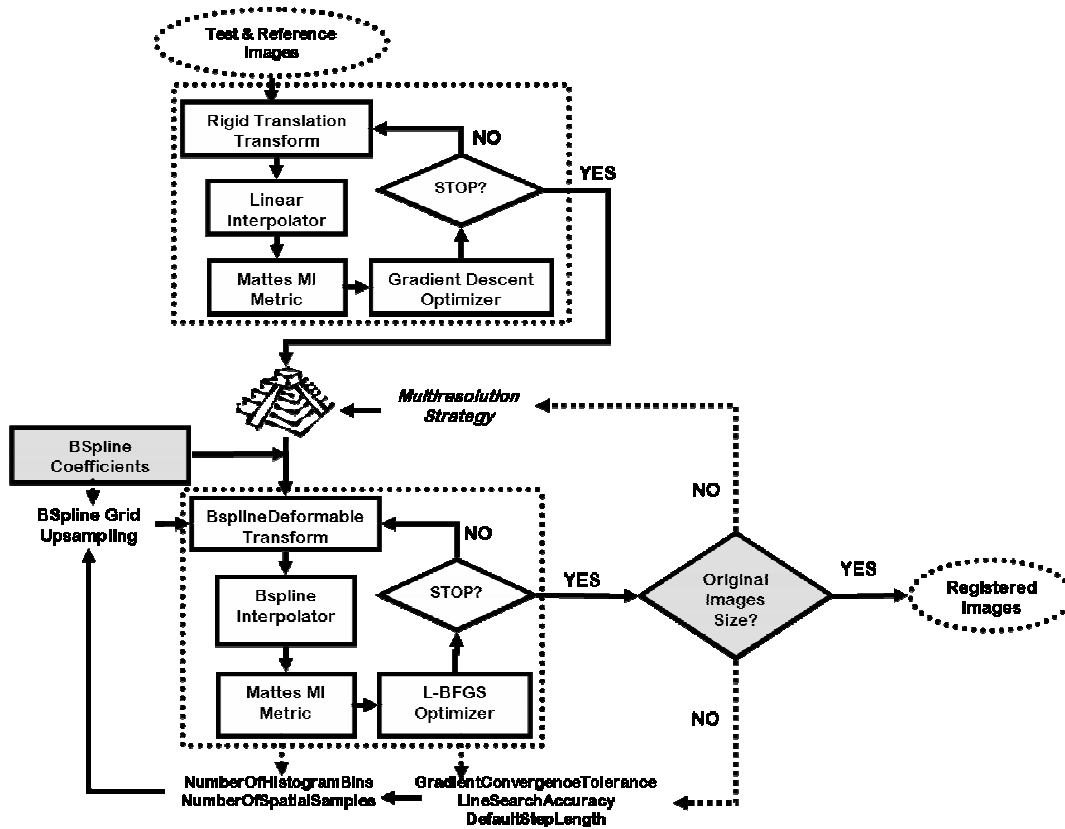 Test & Reference
Images
Rigid Translation
Transform
NO
STOP?
YES
Linear
Interpolator
Mattes MI
Metric
Gradient Descent
Optimizer
Multiresolution
Strategy
BSpline
Coefficients
NO
BSpline Grid
Upsampling
BsplineDeformable
Transform
NO
STOP?
YES
Original
Images
Size?
YES
Registered
Images
Bspline
Interpolator
Mattes MI
Metric
L-BFGS
Optimizer
NO
NumberOfHistogramBins
NumberOfSpatialSamples
GradientConvergenceTolerance
LineSearchAccuracy
DefaultStepLength